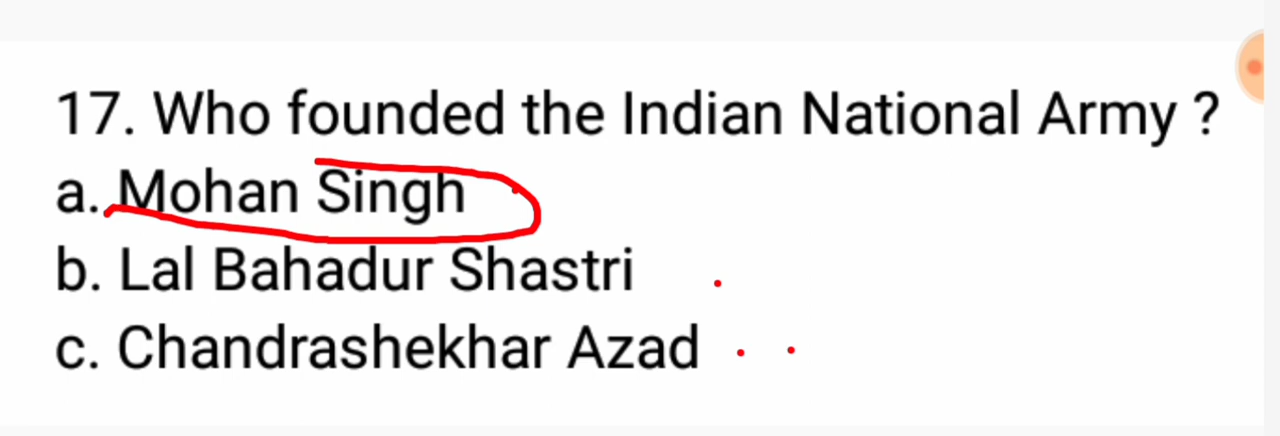 17. Who founded the Indian National Army ?
a. Mohan Singh
b. Lal Bahadur Shastri
c. Chandrashekhar Azad